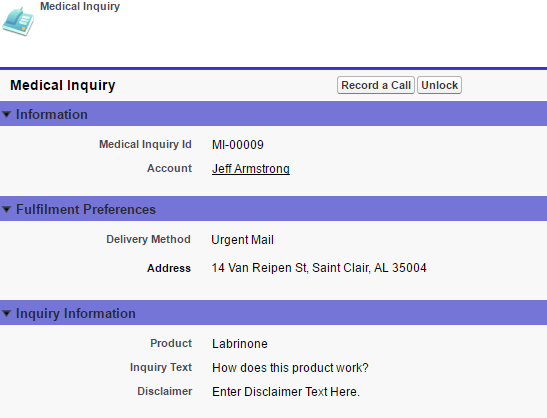 Medical Inquiry
Medical Inquiry
Record a Call
Unlock
Information
Medical Inquiry Id MI-00009
Account Jeff Armstrong
Fulfilment Preferences
Delivery Method Urgent Mail
Address 14 Van Reipen St, Saint Clair, AL 35004
Inquiry Information
Product Labrinone
Inquiry Text How does this product work?
Disclaimer Enter Disclaimer Text Here.